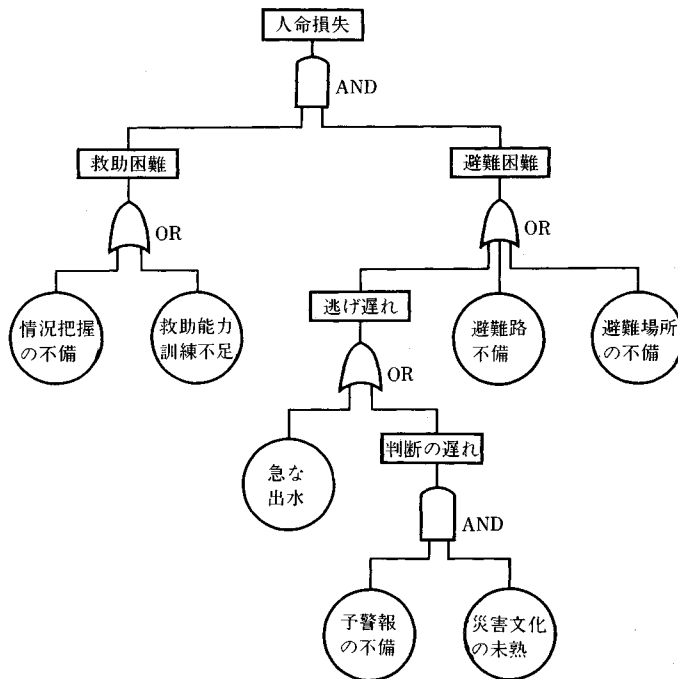 人命損失
AND
救助困難
避難困難
OR
OR
情況把握
の不備
救助能力
訓練不足
逃げ遅れ
避難路
不備
避難場所
の不備
OR
急な
出水
判断の遅れ
AND
予警報
の不備
災害文化
の未熟